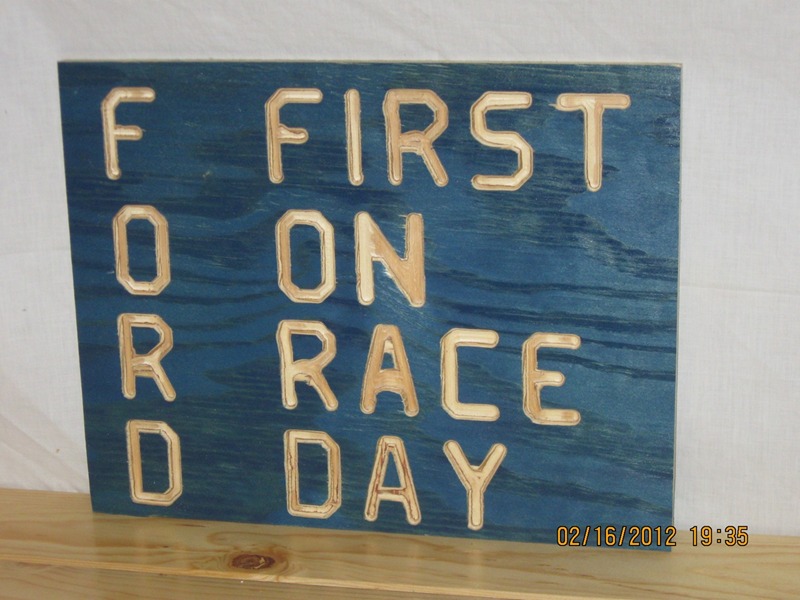 F FIRST
O ON
R RACE
D DAY
02/16/2012 19:35